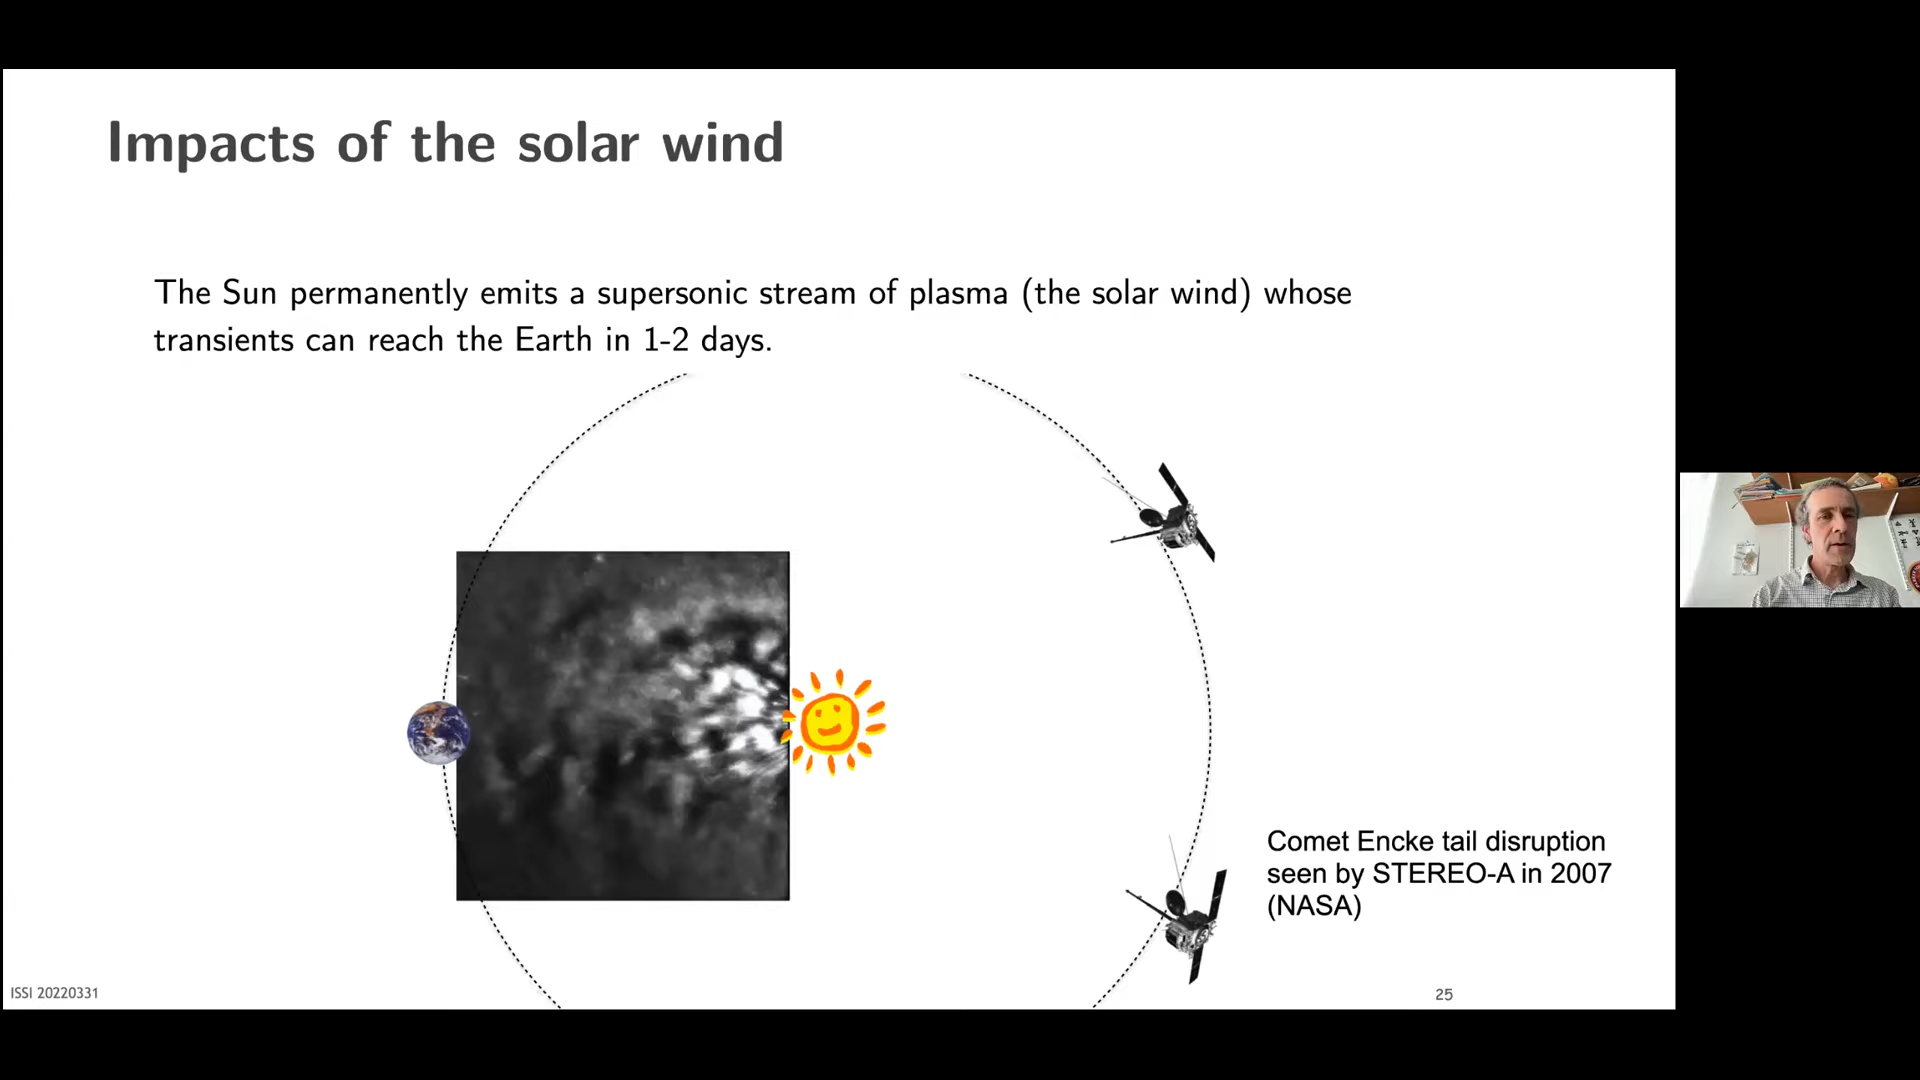 Impacts of the solar wind
The Sun permanently emits a supersonic stream of plasma (the solar wind) whose
transients can reach the Earth in 1-2 days.
Comet Encke tail disruption
seen by STEREO-A in 2007
(NASA)
ISSI 20220331
25